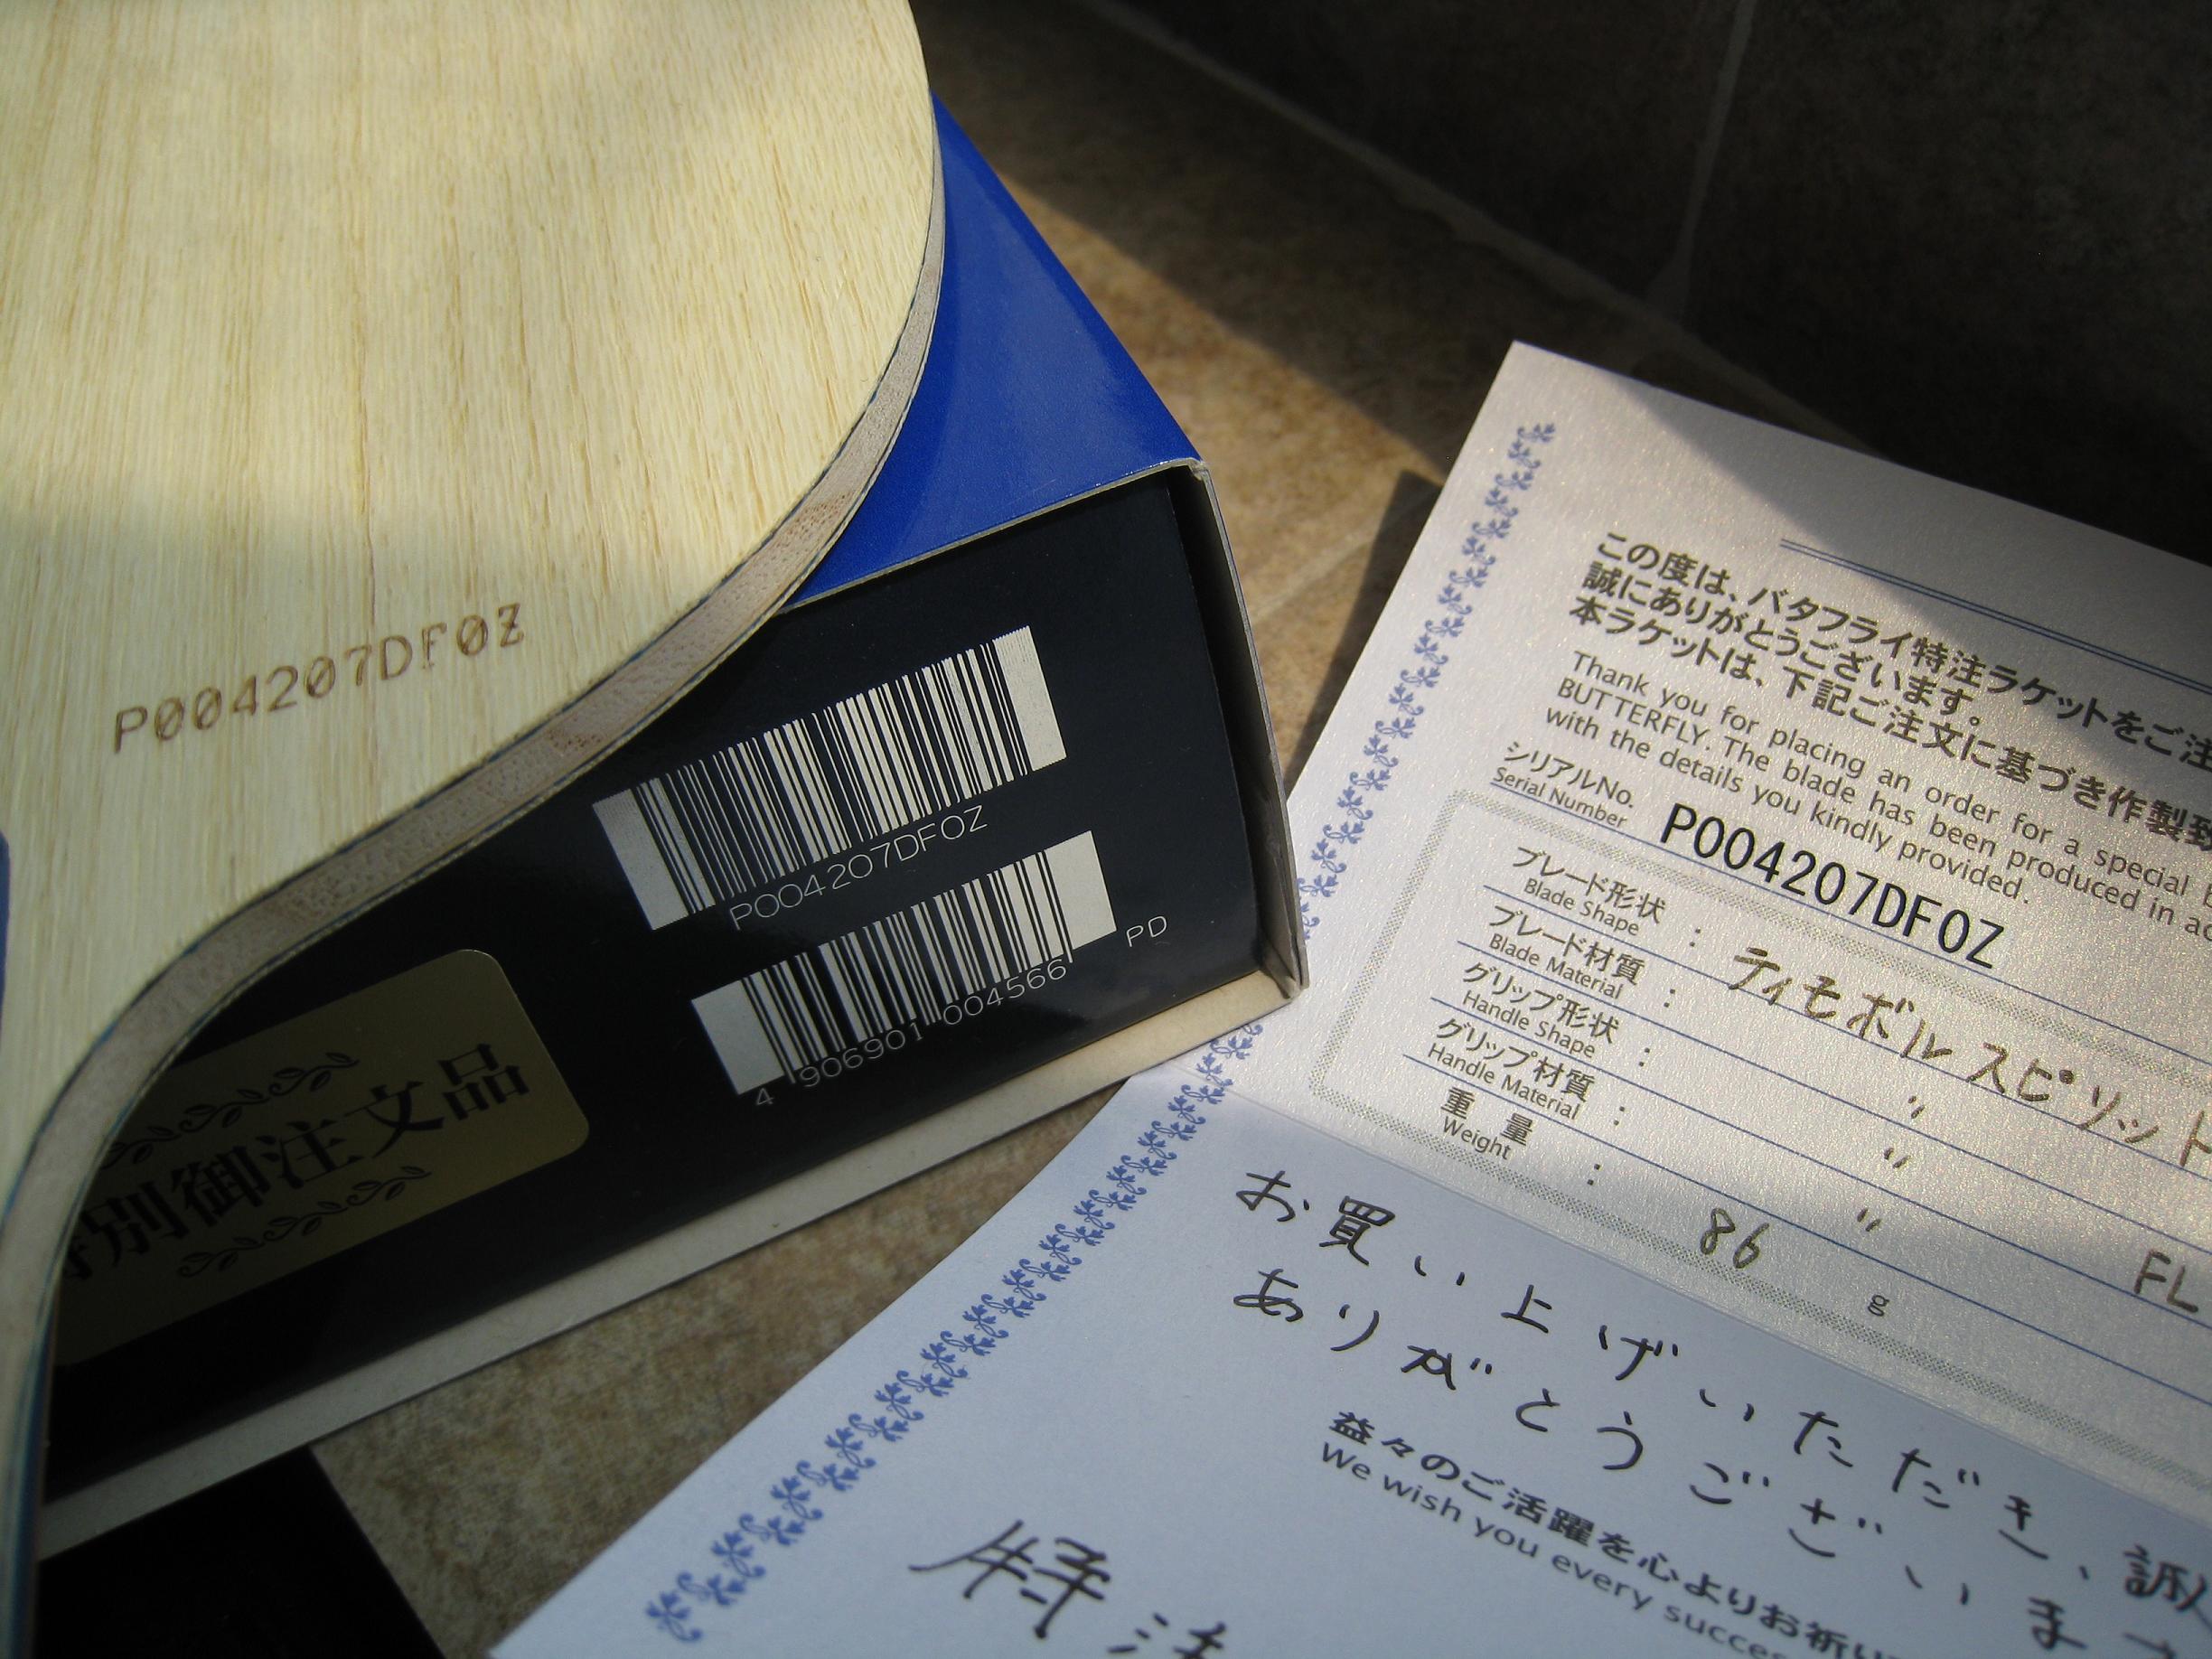 P004207DF0Z
P004207DF0Z
4 906901 004566
PD
特別御注文品
この度は、バタフライ特注ラケットをご注
誠にありがとうございます。
本ラケットは、下記ご注文に基づき作製致
Thank you for placing an order for a special
BUTTERFLY. The blade has been produced in ac
with the details you kindly provided.
シリアルNo.
Serial Number
P004207DF0Z
ブレード形状
Blade Shape : ティモボルスピリット
ブレード材質
Blade Material : 〃
グリップ形状
Handle Shape : 〃 FL
グリップ材質
Handle Material : 〃
重量
Weight : 86 g
お買い上げいただき、誠
ありがとうございます
益々のご活躍を心よりお祈り
We wish you every succes
特注